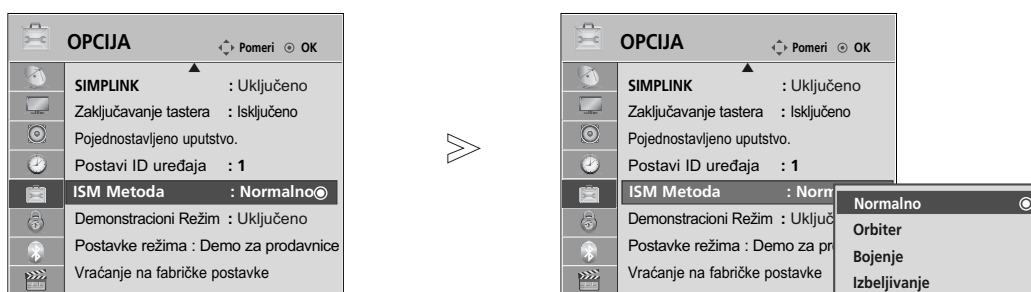 OPCIJA
Pomeri OK
SIMPLINK : Uključeno
Zaključavanje tastera : Isključeno
Pojednostavljeno uputstvo.
Postavi ID uređaja : 1
ISM Metoda : Normalno
Demonstracioni Režim : Uključeno
Postavke režima : Demo za prodavnice
Vraćanje na fabričke postavke
OPCIJA
Pomeri OK
SIMPLINK : Uključeno
Zaključavanje tastera : Isključeno
Pojednostavljeno uputstvo.
Postavi ID uređaja : 1
ISM Metoda : Norm
Demonstracioni Režim : Uključ
Postavke režima : Demo za pr
Vraćanje na fabričke postavke
Normalno
Orbiter
Bojenje
Izbeljivanje